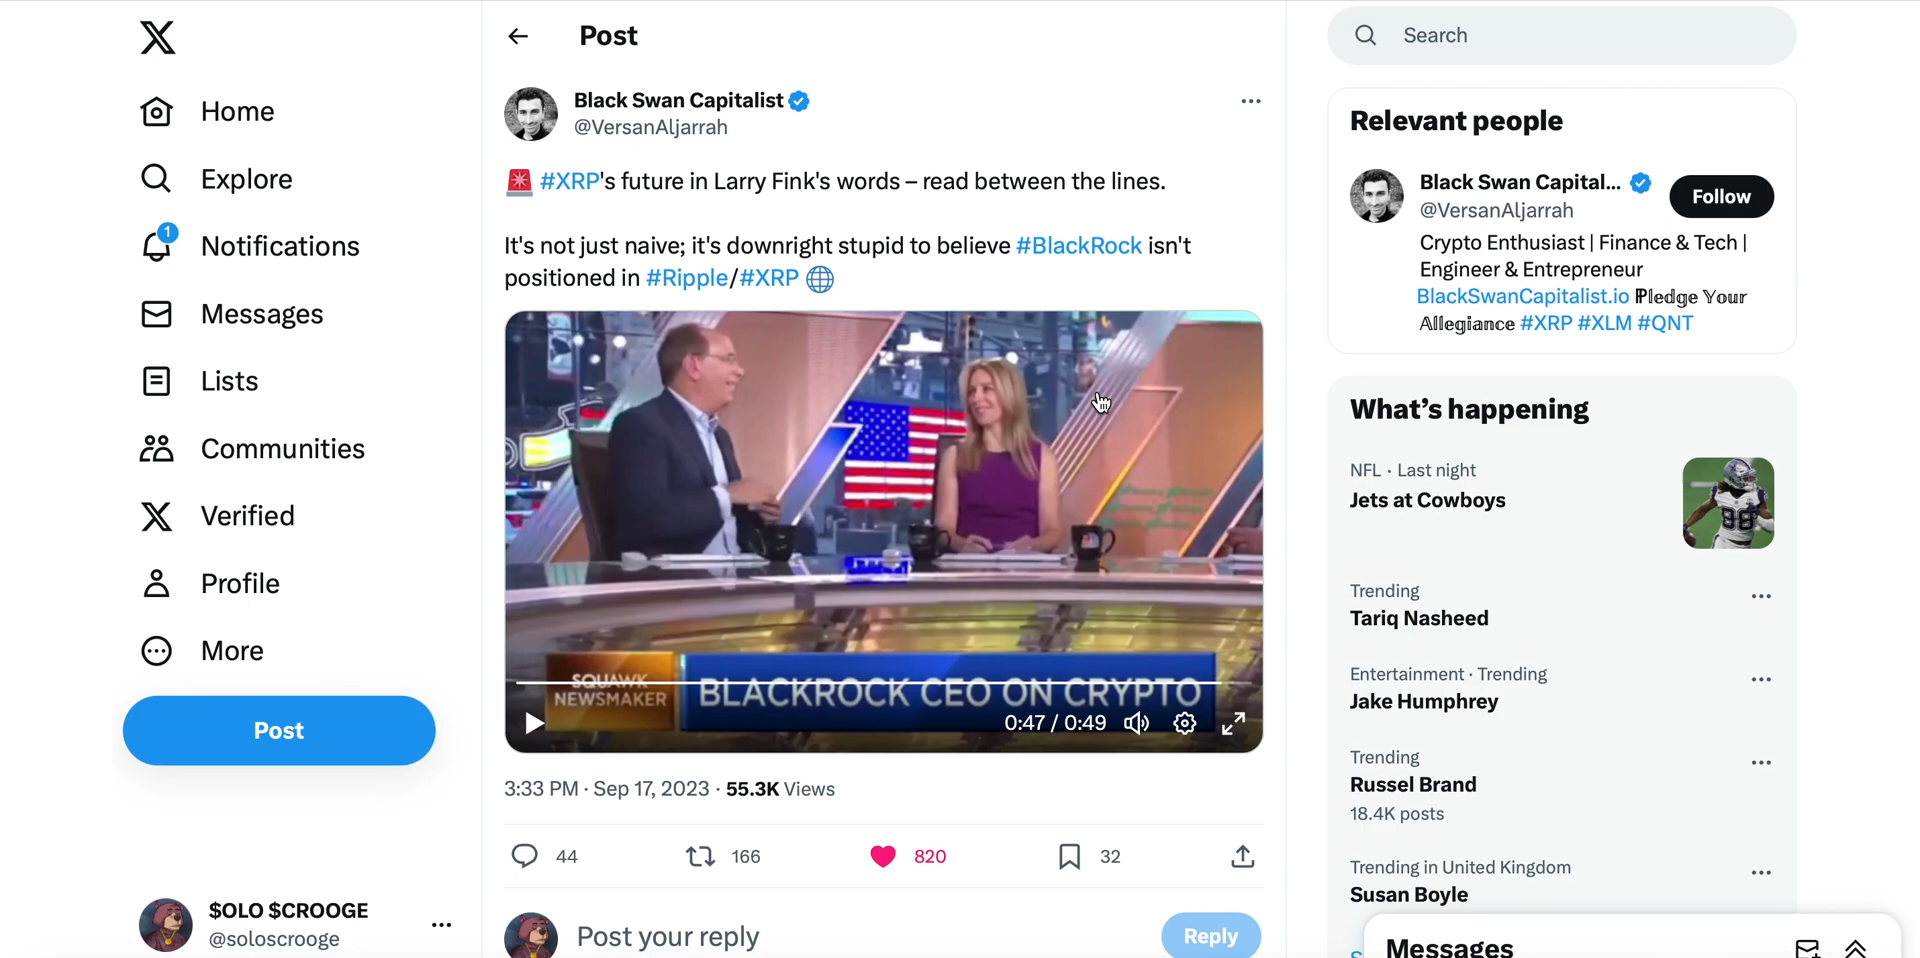 Home
Explore
1
Notifications
Messages
Lists
Communities
Verified
Profile
More
Post
$OLO $CROOGE
@soloscrooge
Post
Black Swan Capitalist
@VersanAljarrah
#XRP's future in Larry Fink's words – read between the lines.
It's not just naive; it's downright stupid to believe #BlackRock isn't
positioned in #Ripple/#XRP
SQUAWK
NEWSMAKER
BLACKROCK CEO ON CRYPTO
0:47 / 0:49
3:33 PM · Sep 17, 2023 · 55.3K Views
44
166
820
32
Post your reply
Reply
Search
Relevant people
Black Swan Capital...
@VersanAljarrah
Follow
Crypto Enthusiast | Finance & Tech |
Engineer & Entrepreneur
BlackSwanCapitalist.io ℙ𝕝𝕖𝕕𝕘𝕖 𝕐𝕠𝕦𝕣
𝔸𝕝𝕝𝕖𝕘𝕚𝕒𝕟𝕔𝕖 #XRP #XLM #QNT
What's happening
NFL · Last night
Jets at Cowboys
88
Trending
Tariq Nasheed
Entertainment · Trending
Jake Humphrey
Trending
Russel Brand
18.4K posts
Trending in United Kingdom
Susan Boyle
Messages